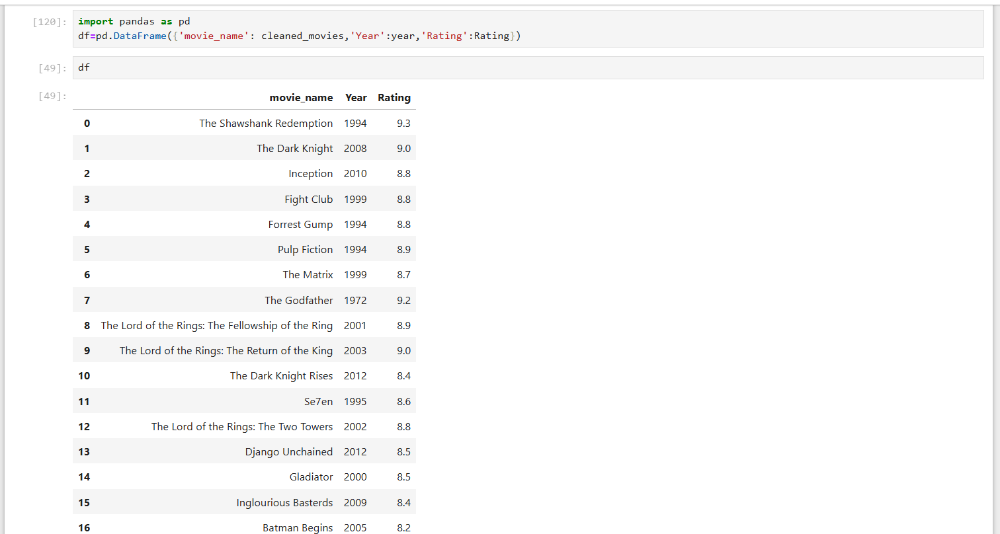 [120]: import pandas as pd
df=pd.DataFrame({'movie_name': cleaned_movies,'Year':year,'Rating':Rating})
[49]: df
[49]:
movie_name Year Rating
0 The Shawshank Redemption 1994 9.3
1 The Dark Knight 2008 9.0
2 Inception 2010 8.8
3 Fight Club 1999 8.8
4 Forrest Gump 1994 8.8
5 Pulp Fiction 1994 8.9
6 The Matrix 1999 8.7
7 The Godfather 1972 9.2
8 The Lord of the Rings: The Fellowship of the Ring 2001 8.9
9 The Lord of the Rings: The Return of the King 2003 9.0
10 The Dark Knight Rises 2012 8.4
11 Se7en 1995 8.6
12 The Lord of the Rings: The Two Towers 2002 8.8
13 Django Unchained 2012 8.5
14 Gladiator 2000 8.5
15 Inglourious Basterds 2009 8.4
16 Batman Begins 2005 8.2